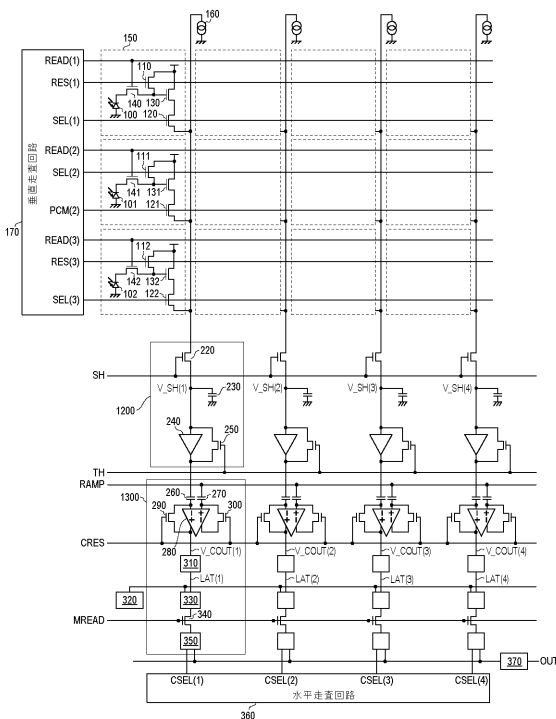 160
150
READ(1)
110
RES(1)
140
130
100
120
SEL(1)
READ(2)
111
SEL(2)
141
131
101
121
PCM(2)
垂直走査回路
170
READ(3)
112
RES(3)
142
132
102
122
SEL(3)
220
SH
V_SH(1)
230
V_SH(2)
V_SH(3)
V_SH(4)
1200
240
250
TH
RAMP
1300
260
270
290
300
280
CRES
V_COUT(1)
V_COUT(2)
V_COUT(3)
V_COUT(4)
310
LAT(1)
LAT(2)
LAT(3)
LAT(4)
320
330
340
MREAD
350
370
OUT
CSEL(1)
CSEL(2)
CSEL(3)
CSEL(4)
水平走査回路
360